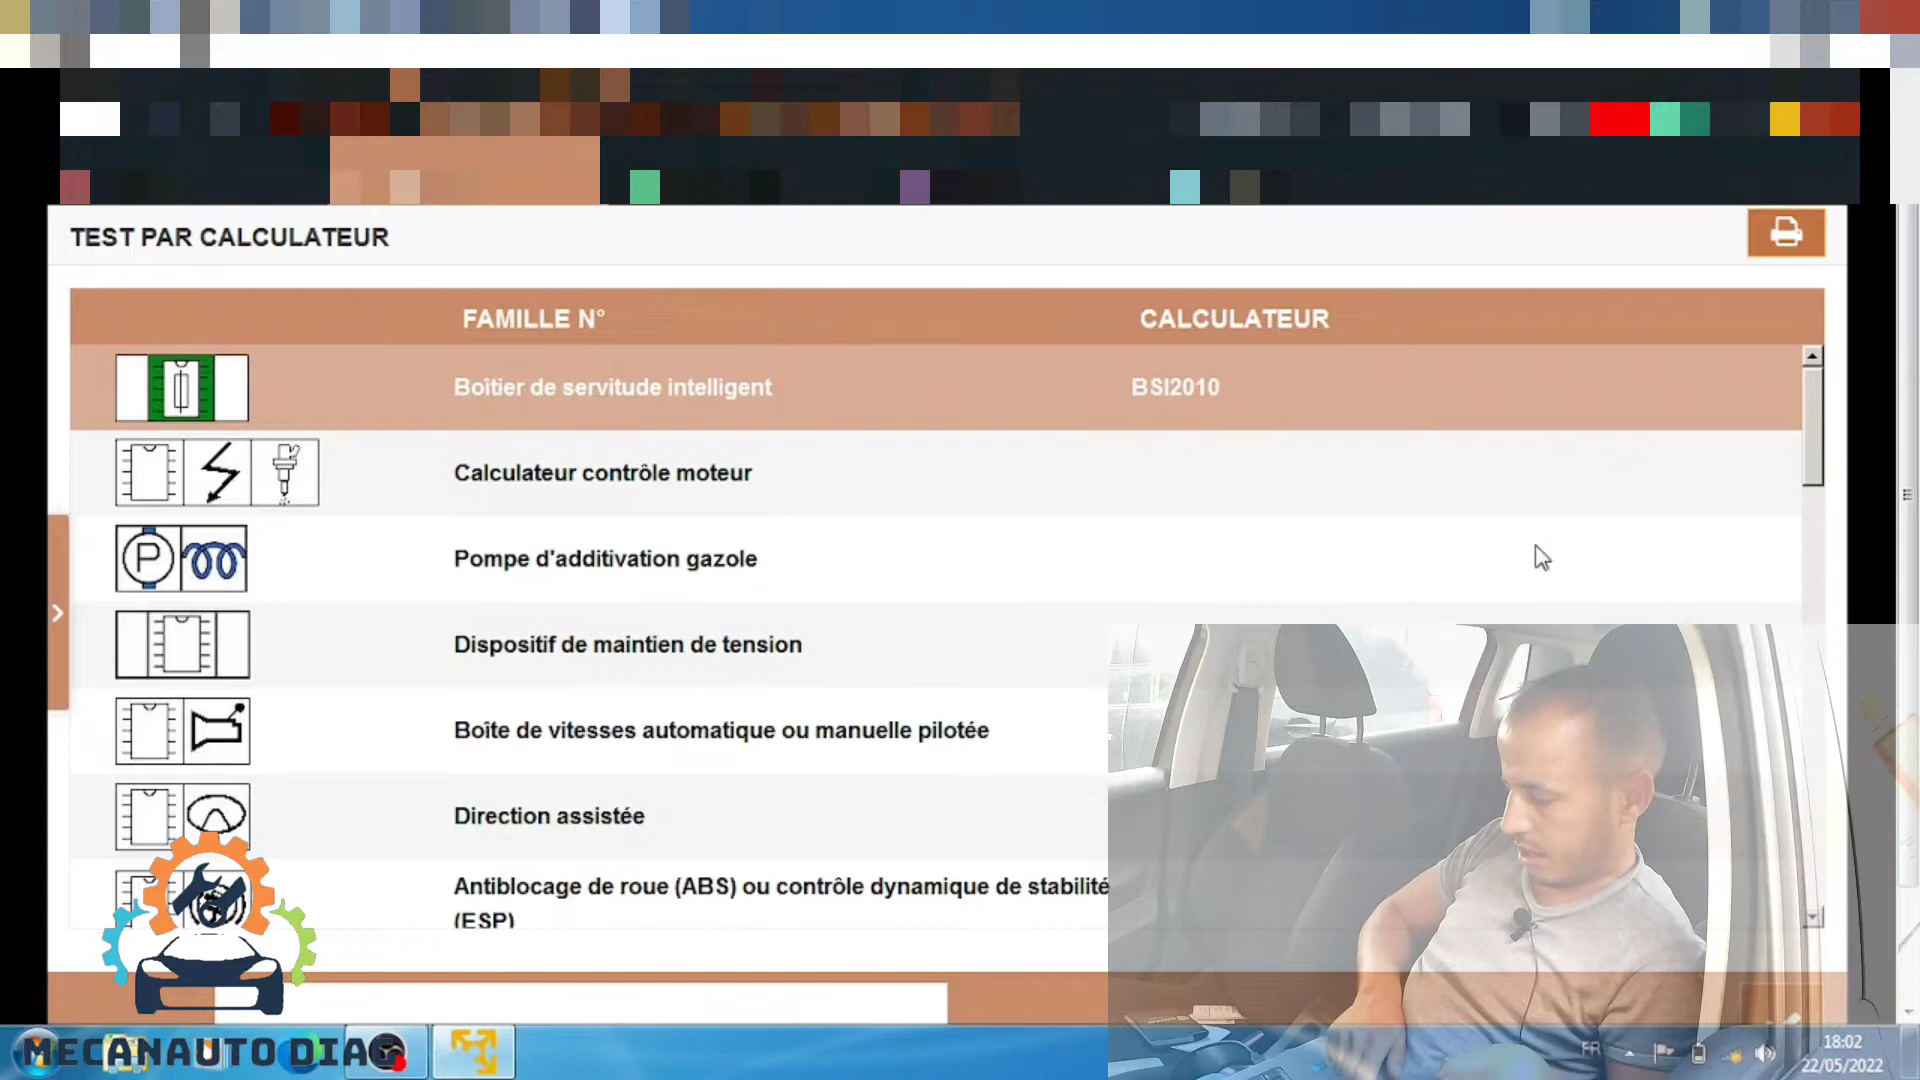 TEST PAR CALCULATEUR
FAMILLE N° CALCULATEUR
Boîtier de servitude intelligent BSI2010
Calculateur contrôle moteur
Pompe d'additivation gazole
Dispositif de maintien de tension
Boîte de vitesses automatique ou manuelle pilotée
Direction assistée
Antiblocage de roue (ABS) ou contrôle dynamique de stabilité
(ESP)
MECANAUTO DIAG
FR
18:02
22/05/2022